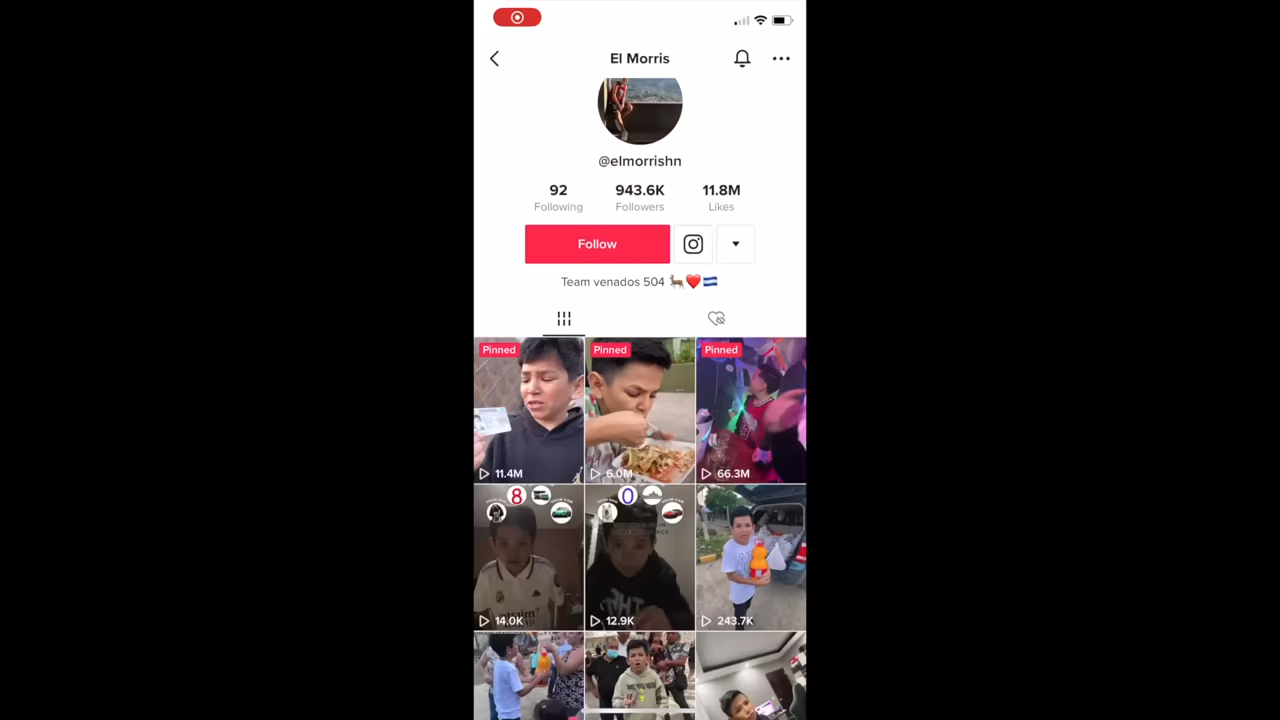 El Morris
@elmorrishn
92 943.6K 11.8M
Following Followers Likes
Follow
Team venados 504 🦌❤️🇭🇳
Pinned Pinned Pinned
11.4M 6.0M 66.3M
8 0
14.0K 12.9K 243.7K